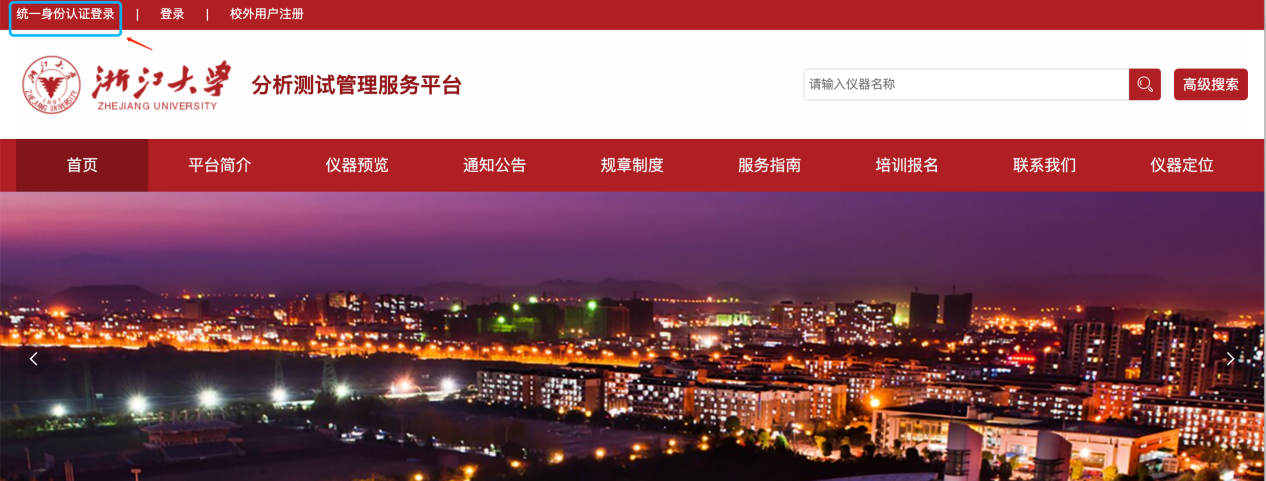 统一身份认证登录 | 登录 | 校外用户注册
浙江大学
ZHEJIANG UNIVERSITY
分析测试管理服务平台
请输入仪器名称
高级搜索
首页 平台简介 仪器预览 通知公告 规章制度 服务指南 培训报名 联系我们 仪器定位